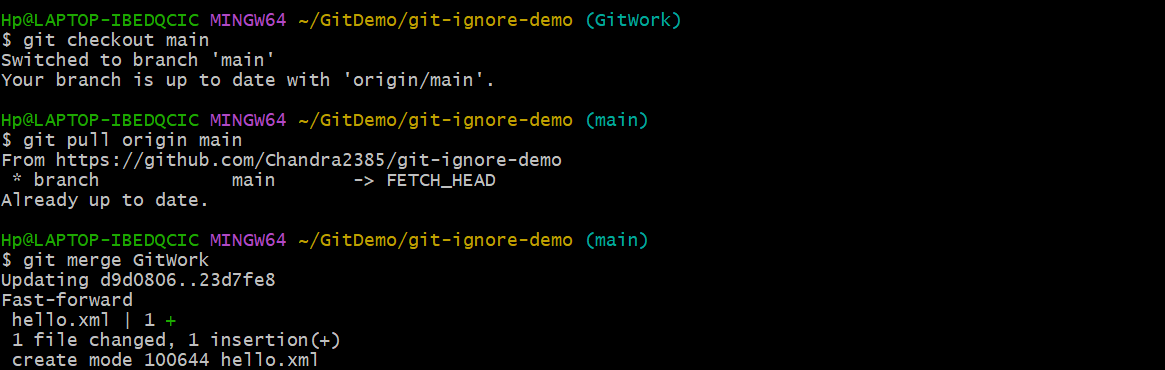 Hp@LAPTOP-IBEDQCIC MINGW64 ~/GitDemo/git-ignore-demo (GitWork)
$ git checkout main
Switched to branch 'main'
Your branch is up to date with 'origin/main'.
Hp@LAPTOP-IBEDQCIC MINGW64 ~/GitDemo/git-ignore-demo (main)
$ git pull origin main
From https://github.com/Chandra2385/git-ignore-demo
 * branch            main       -> FETCH_HEAD
Already up to date.
Hp@LAPTOP-IBEDQCIC MINGW64 ~/GitDemo/git-ignore-demo (main)
$ git merge GitWork
Updating d9d0806..23d7fe8
Fast-forward
 hello.xml | 1 +
 1 file changed, 1 insertion(+)
 create mode 100644 hello.xml